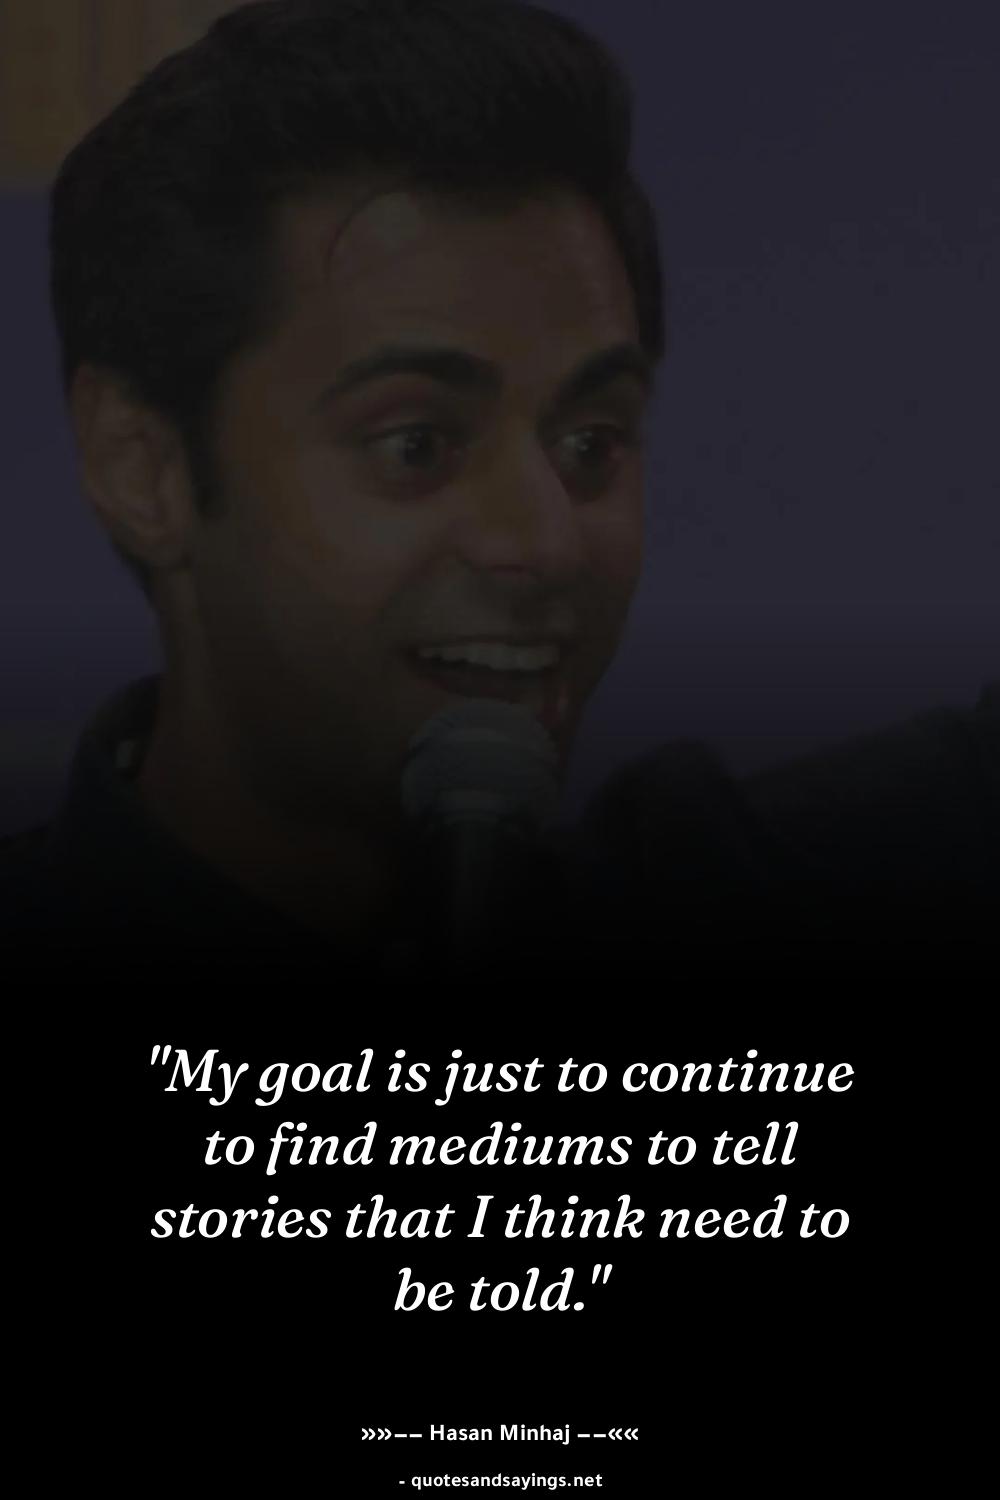 "My goal is just to continue
to find mediums to tell
stories that I think need to
be told."
»»–– Hasan Minhaj ––««
- quotesandsayings.net